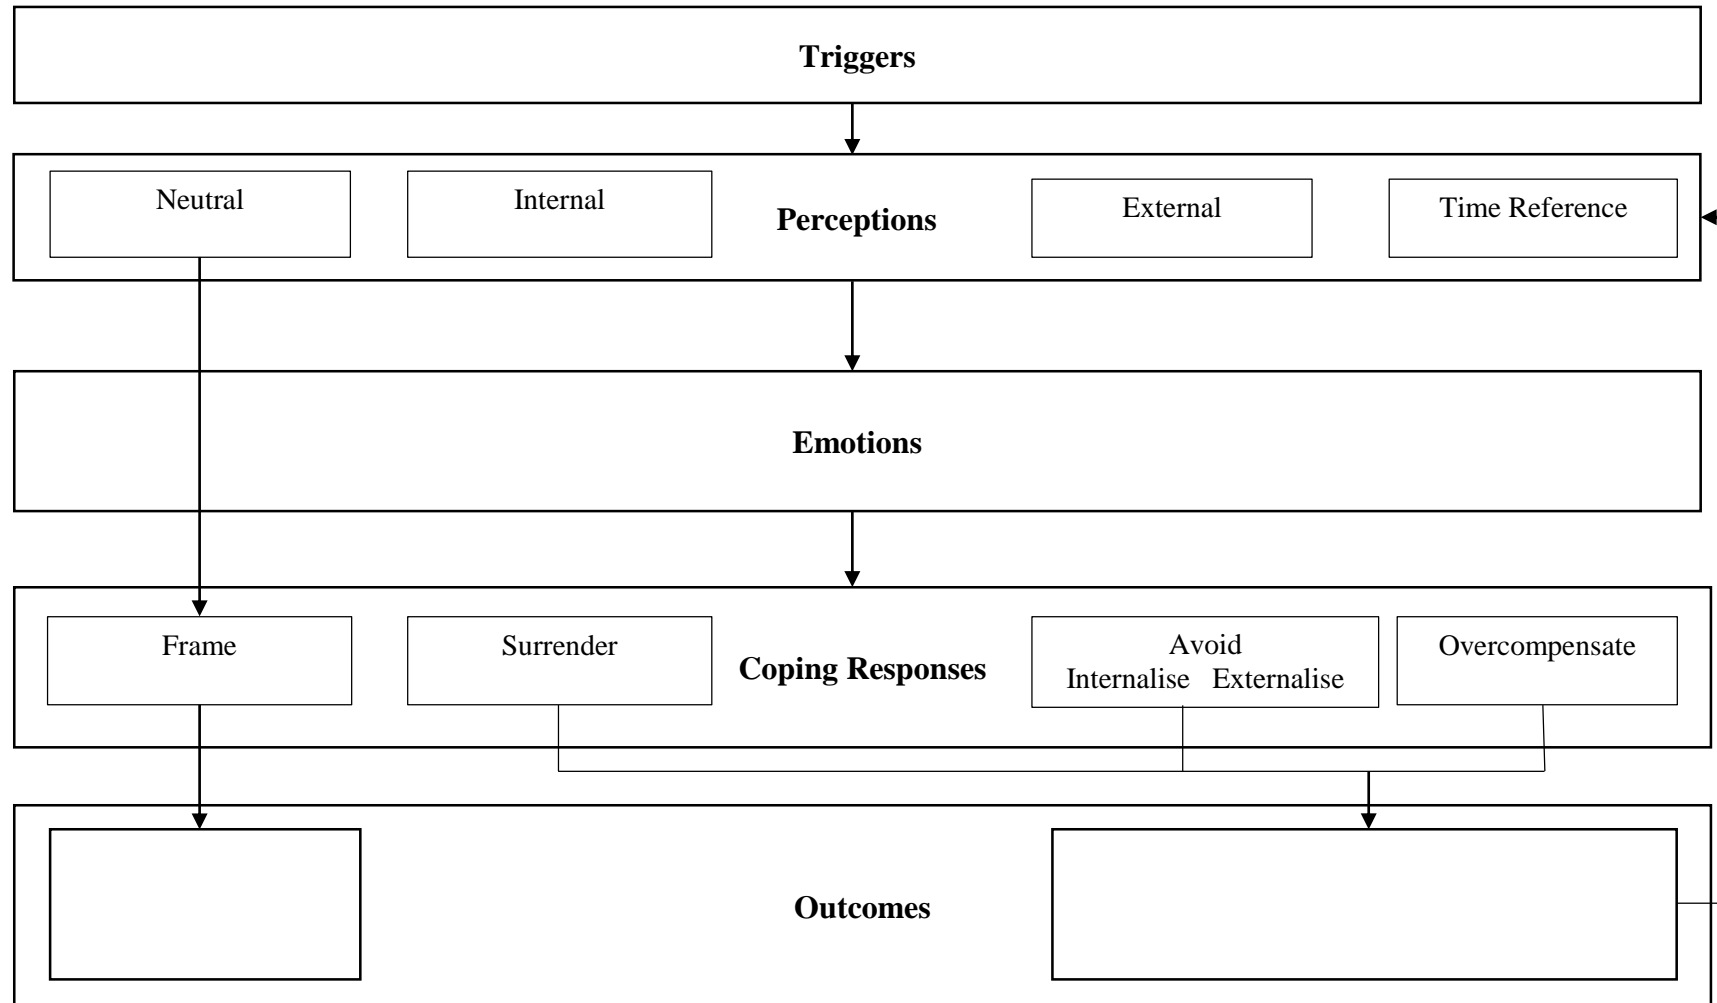 Triggers
Neutral
Internal
Perceptions
External
Time Reference
Emotions
Frame
Surrender
Coping Responses
Avoid
Internalise Externalise
Overcompensate
Outcomes